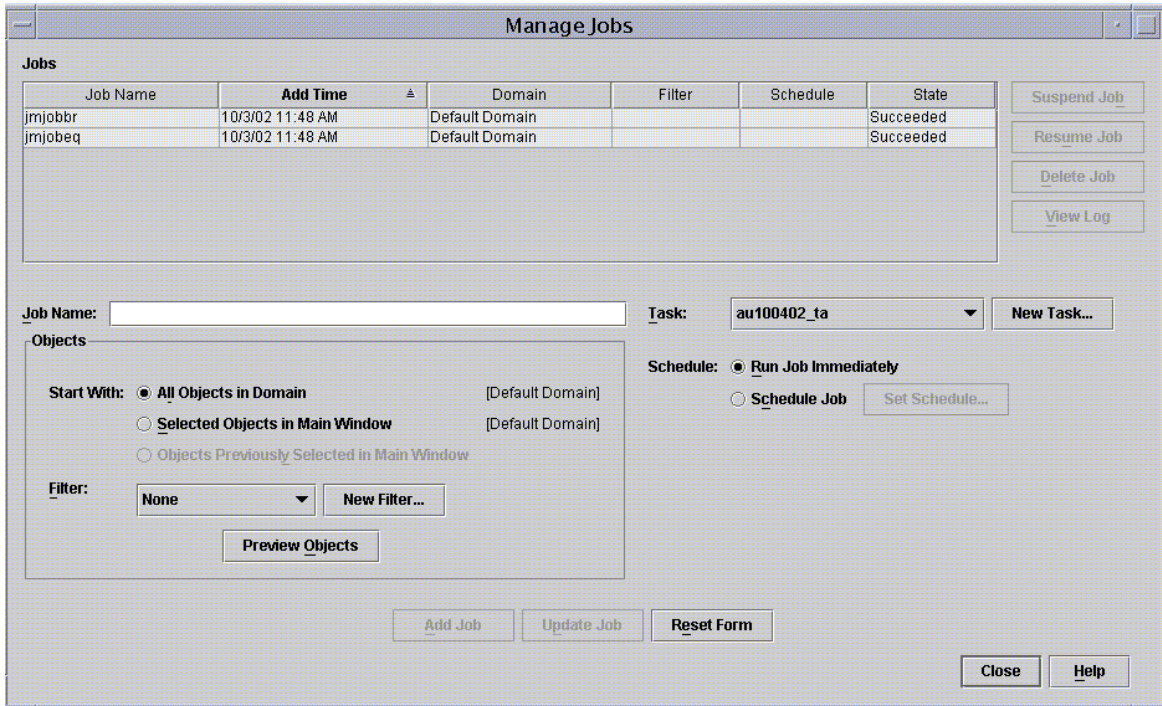 Manage Jobs
Jobs
Job Name Add Time Domain Filter Schedule State
jmjobbr 10/3/02 11:48 AM Default Domain Succeeded
jmjobeq 10/3/02 11:48 AM Default Domain Succeeded
Suspend Job
Resume Job
Delete Job
View Log
Job Name:
Task: au100402_ta New Task...
Objects
Start With: All Objects in Domain [Default Domain]
Selected Objects in Main Window [Default Domain]
Objects Previously Selected in Main Window
Filter: None New Filter...
Preview Objects
Schedule: Run Job Immediately
Schedule Job Set Schedule...
Add Job Update Job Reset Form
Close Help